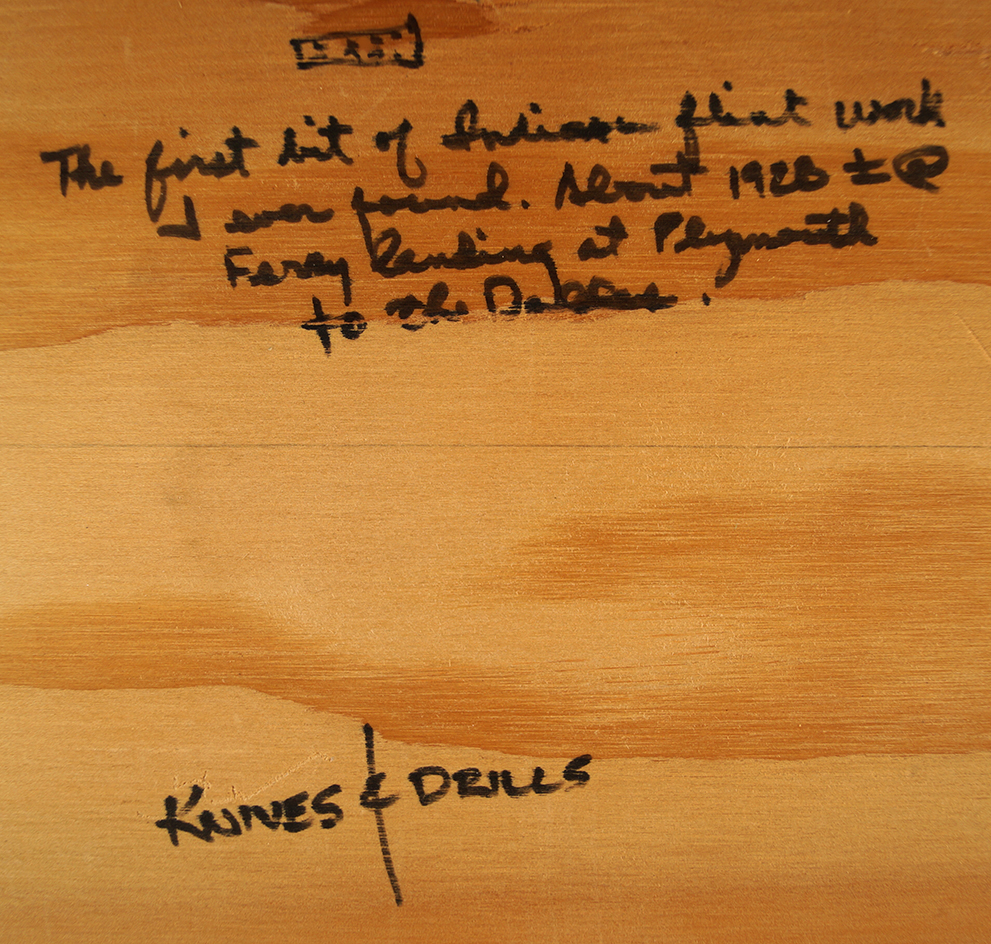 The first bit of Indian flint work
I ever found. About 1928 ± @
Ferry landing at Plymouth
to the Dalles.
KNIVES & DRILLS